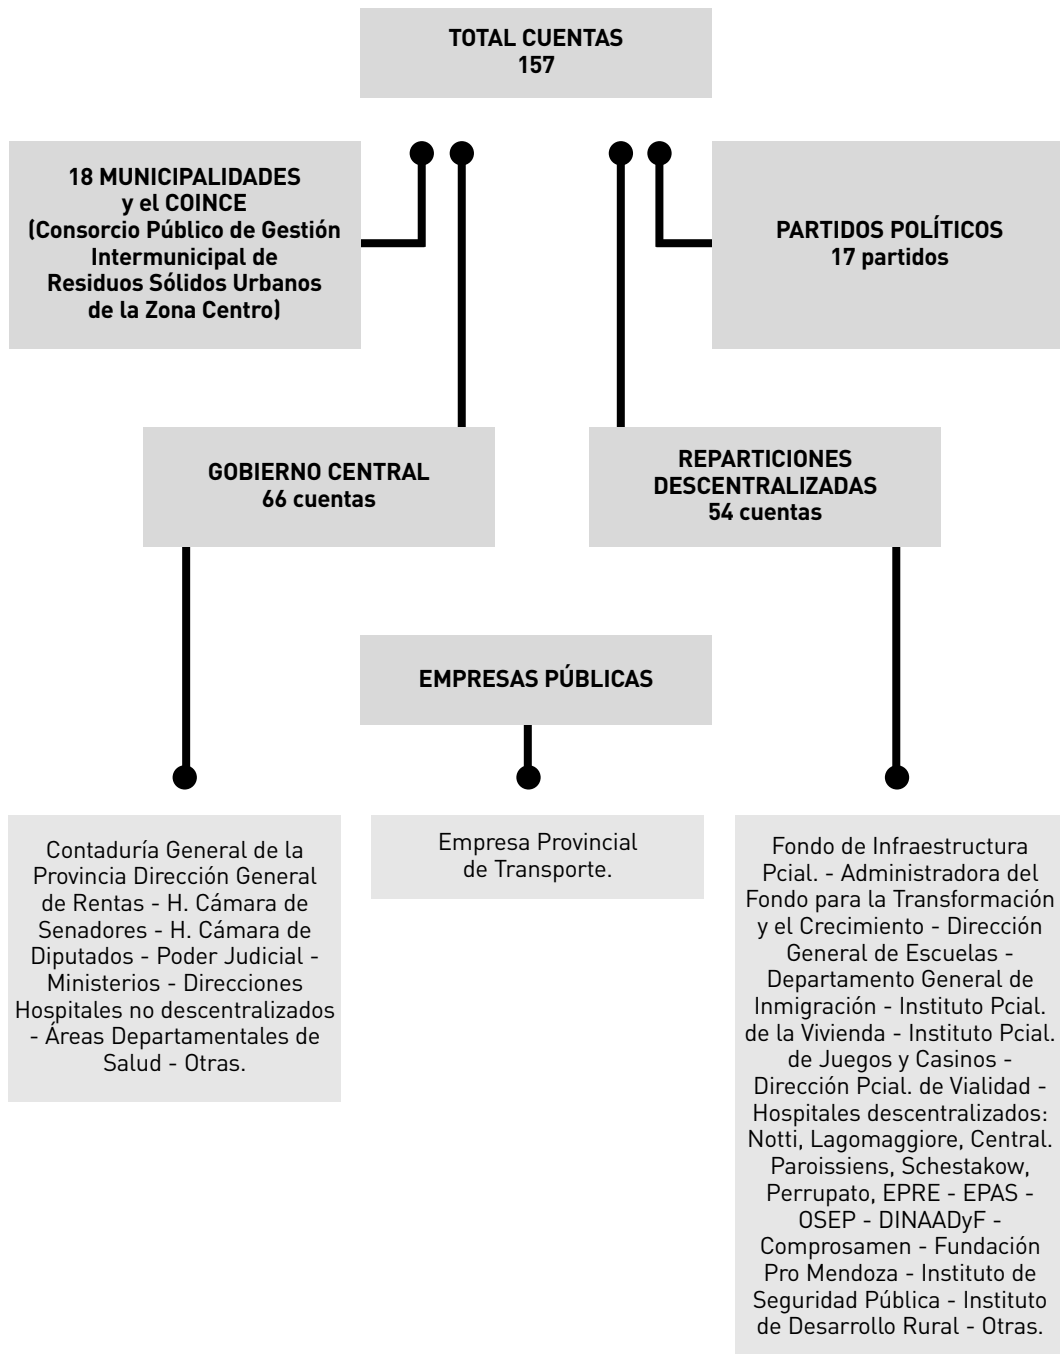 TOTAL CUENTAS
157
18 MUNICIPALIDADES
y el COINCE
(Consorcio Público de Gestión
Intermunicipal de
Residuos Sólidos Urbanos
de la Zona Centro)
PARTIDOS POLÍTICOS
17 partidos
GOBIERNO CENTRAL
66 cuentas
REPARTICIONES
DESCENTRALIZADAS
54 cuentas
EMPRESAS PÚBLICAS
Contaduría General de la
Provincia Dirección General
de Rentas - H. Cámara de
Senadores - H. Cámara de
Diputados - Poder Judicial -
Ministerios - Direcciones
Hospitales no descentralizados
- Áreas Departamentales de
Salud - Otras.
Empresa Provincial
de Transporte.
Fondo de Infraestructura
Pcial. - Administradora del
Fondo para la Transformación
y el Crecimiento - Dirección
General de Escuelas -
Departamento General de
Inmigración - Instituto Pcial.
de la Vivienda - Instituto Pcial.
de Juegos y Casinos -
Dirección Pcial. de Vialidad -
Hospitales descentralizados:
Notti, Lagomaggiore, Central.
Paroissiens, Schestakow,
Perrupato, EPRE - EPAS -
OSEP - DINAADyF -
Comprosamen - Fundación
Pro Mendoza - Instituto de
Seguridad Pública - Instituto
de Desarrollo Rural - Otras.